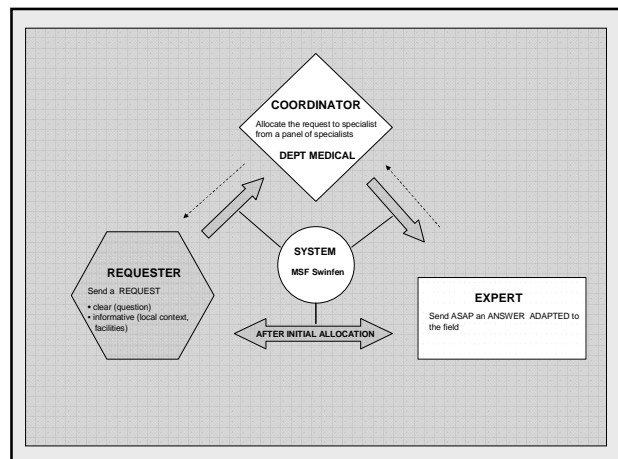 COORDINATOR
Allocate the request to specialist
from a panel of specialists
DEPT MEDICAL
SYSTEM
MSF Swinfen
REQUESTER
Send a REQUEST
• clear (question)
• informative (local context,
facilities)
EXPERT
Send ASAP an ANSWER ADAPTED to
the field
AFTER INITIAL ALLOCATION